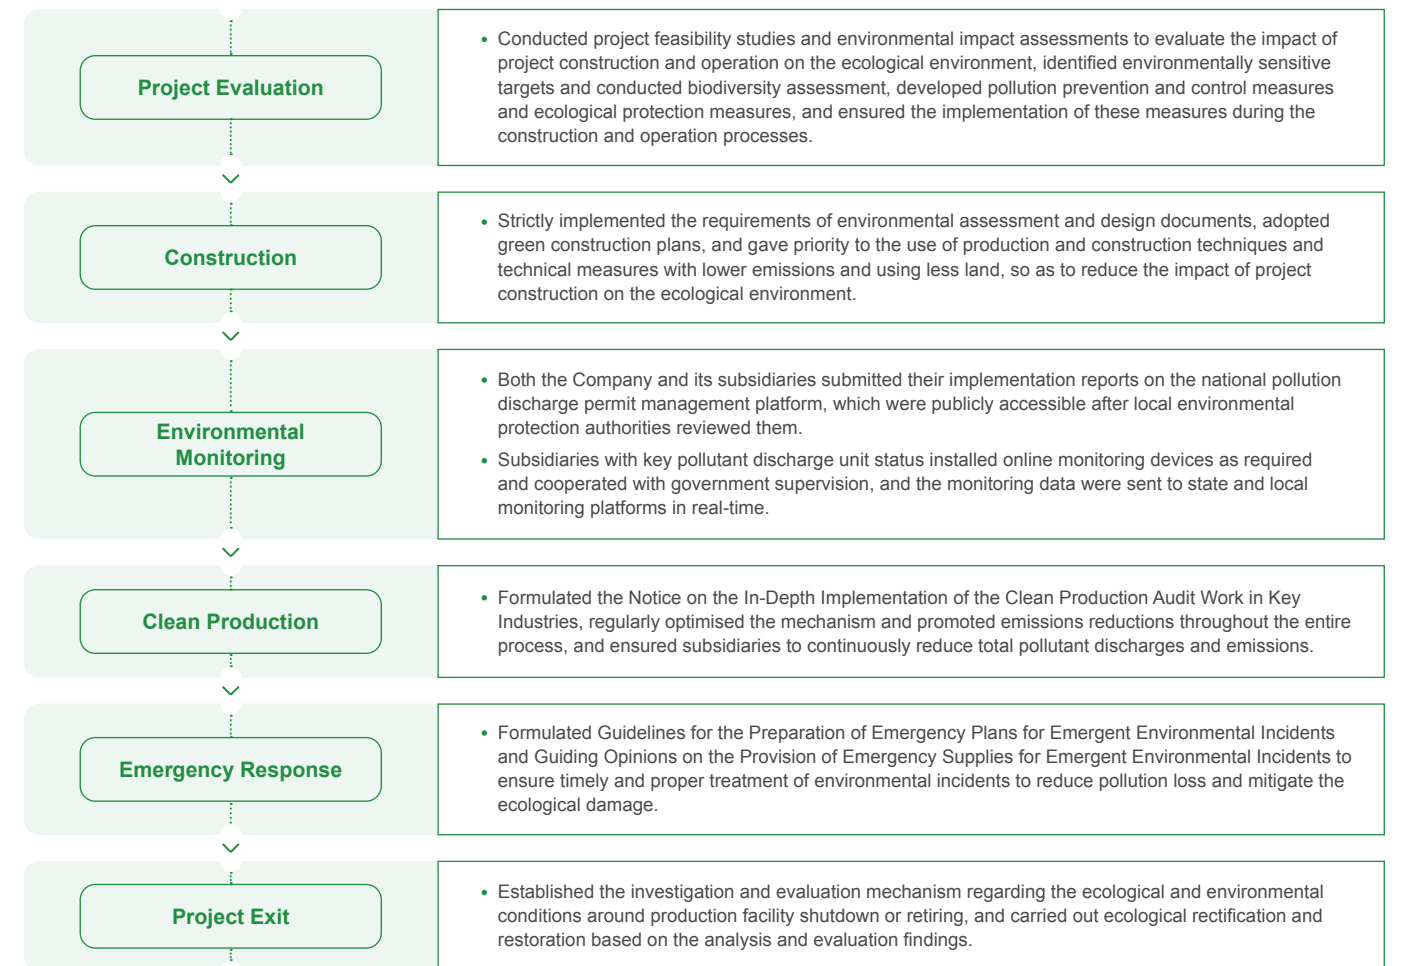 Project Evaluation
• Conducted project feasibility studies and environmental impact assessments to evaluate the impact of
project construction and operation on the ecological environment, identified environmentally sensitive
targets and conducted biodiversity assessment, developed pollution prevention and control measures
and ecological protection measures, and ensured the implementation of these measures during the
construction and operation processes.
Construction
• Strictly implemented the requirements of environmental assessment and design documents, adopted
green construction plans, and gave priority to the use of production and construction techniques and
technical measures with lower emissions and using less land, so as to reduce the impact of project
construction on the ecological environment.
Environmental
Monitoring
• Both the Company and its subsidiaries submitted their implementation reports on the national pollution
discharge permit management platform, which were publicly accessible after local environmental
protection authorities reviewed them.
• Subsidiaries with key pollutant discharge unit status installed online monitoring devices as required
and cooperated with government supervision, and the monitoring data were sent to state and local
monitoring platforms in real-time.
Clean Production
• Formulated the Notice on the In-Depth Implementation of the Clean Production Audit Work in Key
Industries, regularly optimised the mechanism and promoted emissions reductions throughout the entire
process, and ensured subsidiaries to continuously reduce total pollutant discharges and emissions.
Emergency Response
• Formulated Guidelines for the Preparation of Emergency Plans for Emergent Environmental Incidents
and Guiding Opinions on the Provision of Emergency Supplies for Emergent Environmental Incidents to
ensure timely and proper treatment of environmental incidents to reduce pollution loss and mitigate the
ecological damage.
Project Exit
• Established the investigation and evaluation mechanism regarding the ecological and environmental
conditions around production facility shutdown or retiring, and carried out ecological rectification and
restoration based on the analysis and evaluation findings.